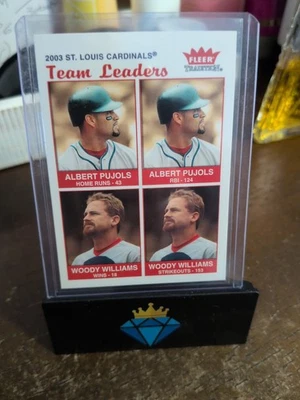 2003 ST. LOUIS CARDINALS®
FLEER
TRADITION
Team Leaders
ALBERT PUJOLS
HOME RUNS - 43
ALBERT PUJOLS
RBI - 124
WOODY WILLIAMS
WINS - 18
WOODY WILLIAMS
STRIKEOUTS - 153